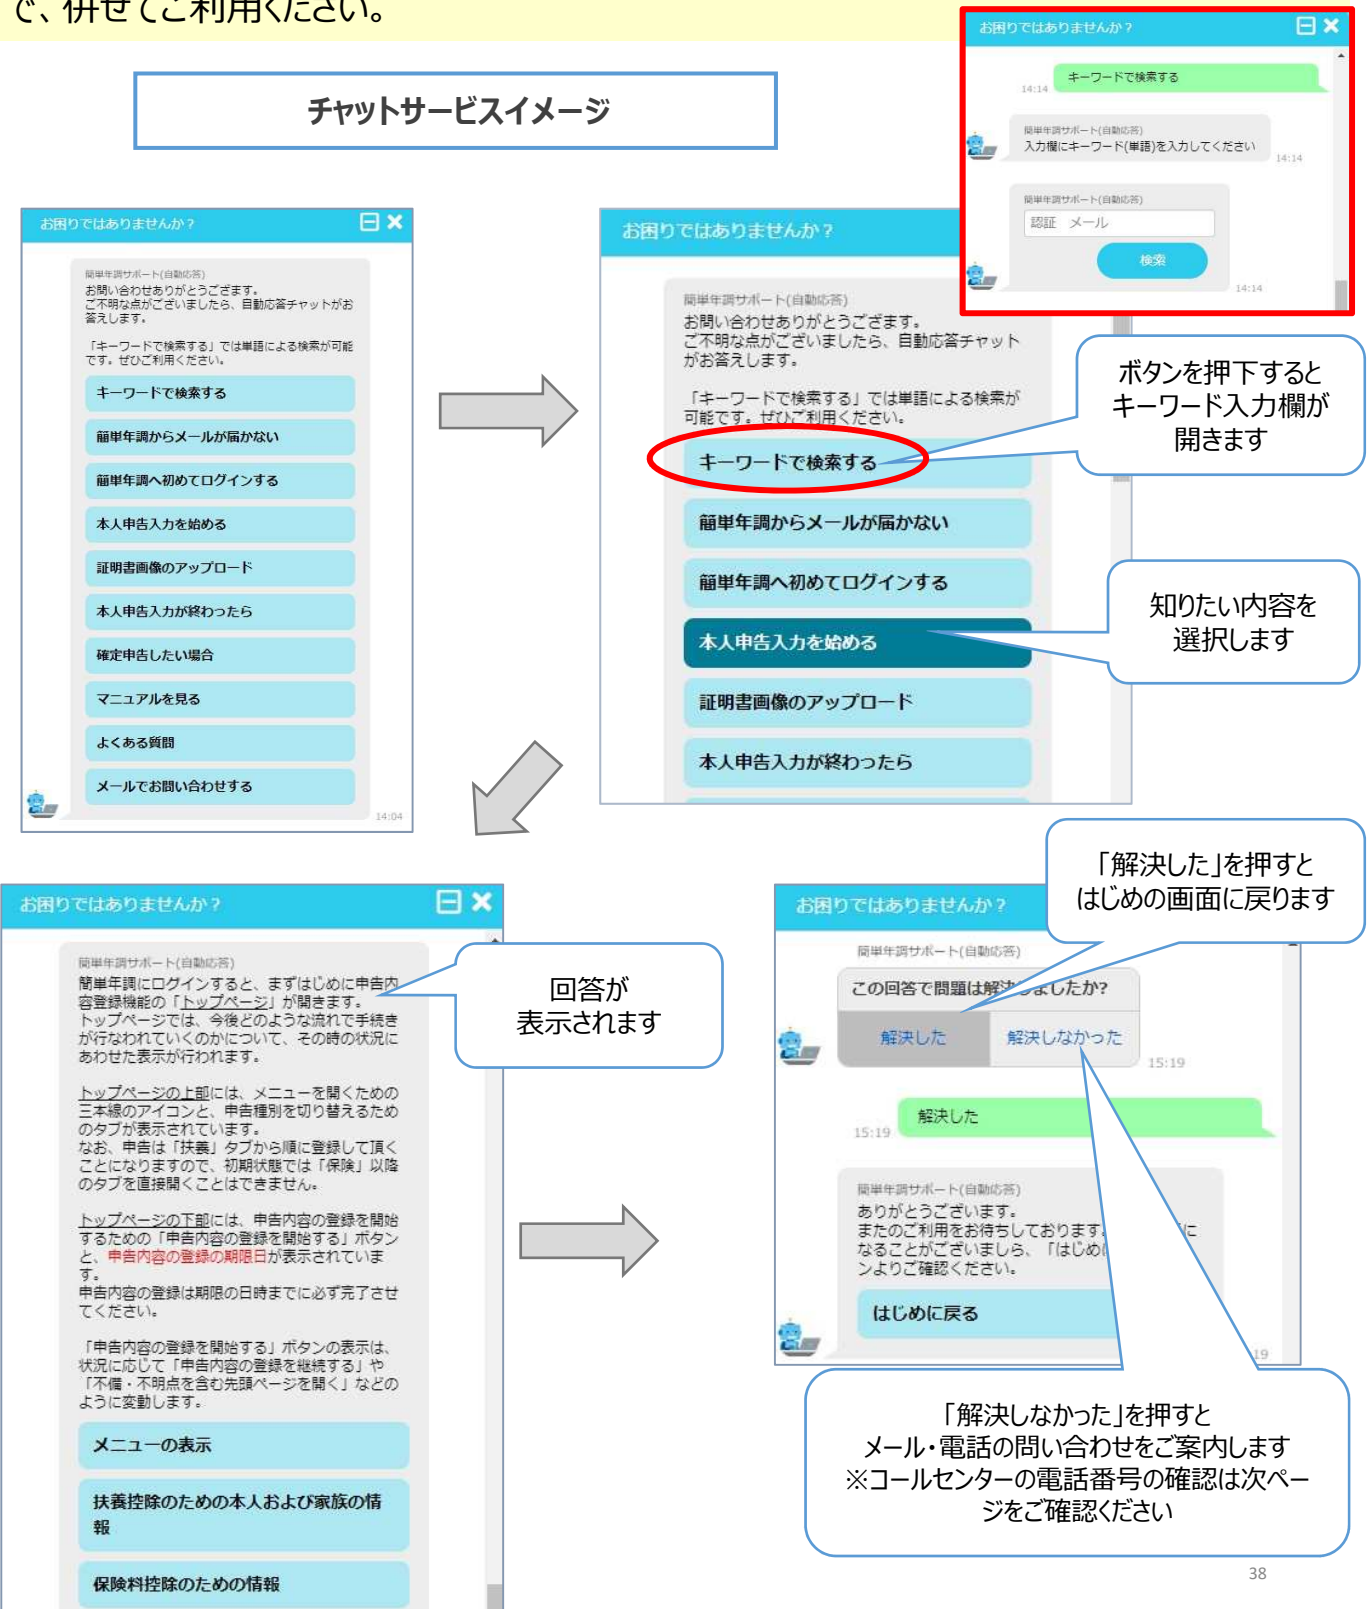 で、併せてご利用ください。
チャットサービスイメージ
お困りではありませんか？
14:14
キーワードで検索する
簡単年調サポート(自動応答)
入力欄にキーワード(単語)を入力してください
14:14
簡単年調サポート(自動応答)
認証　メール
検索
14:14
お困りではありませんか？
簡単年調サポート(自動応答)
お問い合わせありがとうござます。
ご不明な点がございましたら、自動応答チャットがお
答えします。
「キーワードで検索する」では単語による検索が可能
です。ぜひご利用ください。
キーワードで検索する
簡単年調からメールが届かない
簡単年調へ初めてログインする
本人申告入力を始める
証明書画像のアップロード
本人申告入力が終わったら
確定申告したい場合
マニュアルを見る
よくある質問
メールでお問い合わせする
14:04
お困りではありませんか？
簡単年調サポート(自動応答)
お問い合わせありがとうござます。
ご不明な点がございましたら、自動応答チャット
がお答えします。
「キーワードで検索する」では単語による検索が
可能です。ぜひご利用ください。
キーワードで検索する
簡単年調からメールが届かない
簡単年調へ初めてログインする
本人申告入力を始める
証明書画像のアップロード
本人申告入力が終わったら
ボタンを押下すると
キーワード入力欄が
開きます
知りたい内容を
選択します
お困りではありませんか？
簡単年調サポート(自動応答)
簡単年調にログインすると、まずはじめに申告内
容登録機能の「トップページ」が開きます。
トップページでは、今後どのような流れで手続き
が行なわれていくのかについて、その時の状況に
あわせた表示が行われます。
トップページの上部には、メニューを開くための
三本線のアイコンと、申告種別を切り替えるため
のタブが表示されています。
なお、申告は「扶養」タブから順に登録して頂く
ことになりますので、初期状態では「保険」以降
のタブを直接開くことはできません。
トップページの下部には、申告内容の登録を開始
するための「申告内容の登録を開始する」ボタン
と、申告内容の登録の期限日が表示されていま
す。
申告内容の登録は期限の日時までに必ず完了させ
てください。
「申告内容の登録を開始する」ボタンの表示は、
状況に応じて「申告内容の登録を継続する」や
「不備・不明点を含む先頭ページを開く」などの
ように変動します。
メニューの表示
扶養控除のための本人および家族の情
報
保険料控除のための情報
回答が
表示されます
お困りではありませんか？
簡単年調サポート(自動応答)
この回答で問題は解決しましたか?
解決した
解決しなかった
15:19
15:19
解決した
簡単年調サポート(自動応答)
ありがとうございます。
またのご利用をお待ちしております。 に
なることがございましら、「はじめに
ンよりご確認ください。
はじめに戻る
19
「解決した」を押すと
はじめの画面に戻ります
「解決しなかった」を押すと
メール・電話の問い合わせをご案内します
※コールセンターの電話番号の確認は次ペー
ジをご確認ください
38